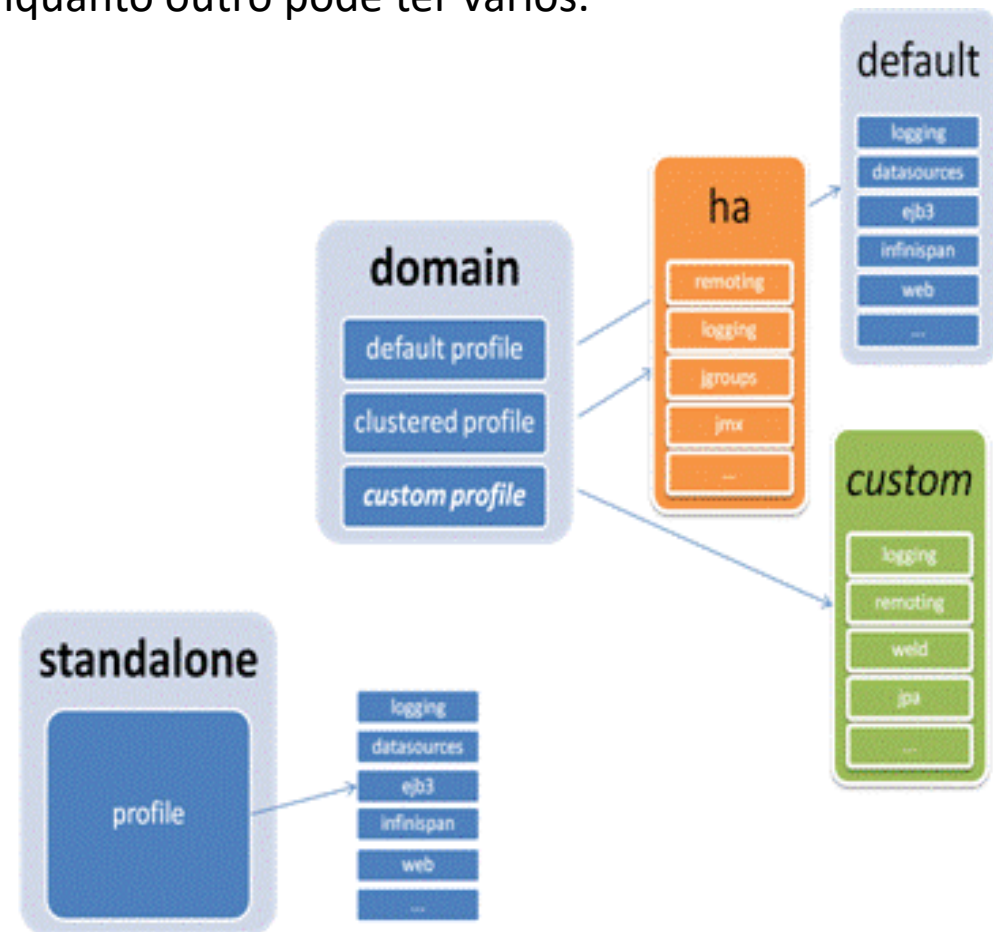 nquanto outro pode ter vários.
default
logging
datasources
ejb3
infinispan
web
...
ha
remoting
logging
jgroups
jmx
...
domain
default profile
clustered profile
custom profile
custom
logging
remoting
weld
jpa
...
standalone
profile
logging
datasources
ejb3
infinispan
web
...